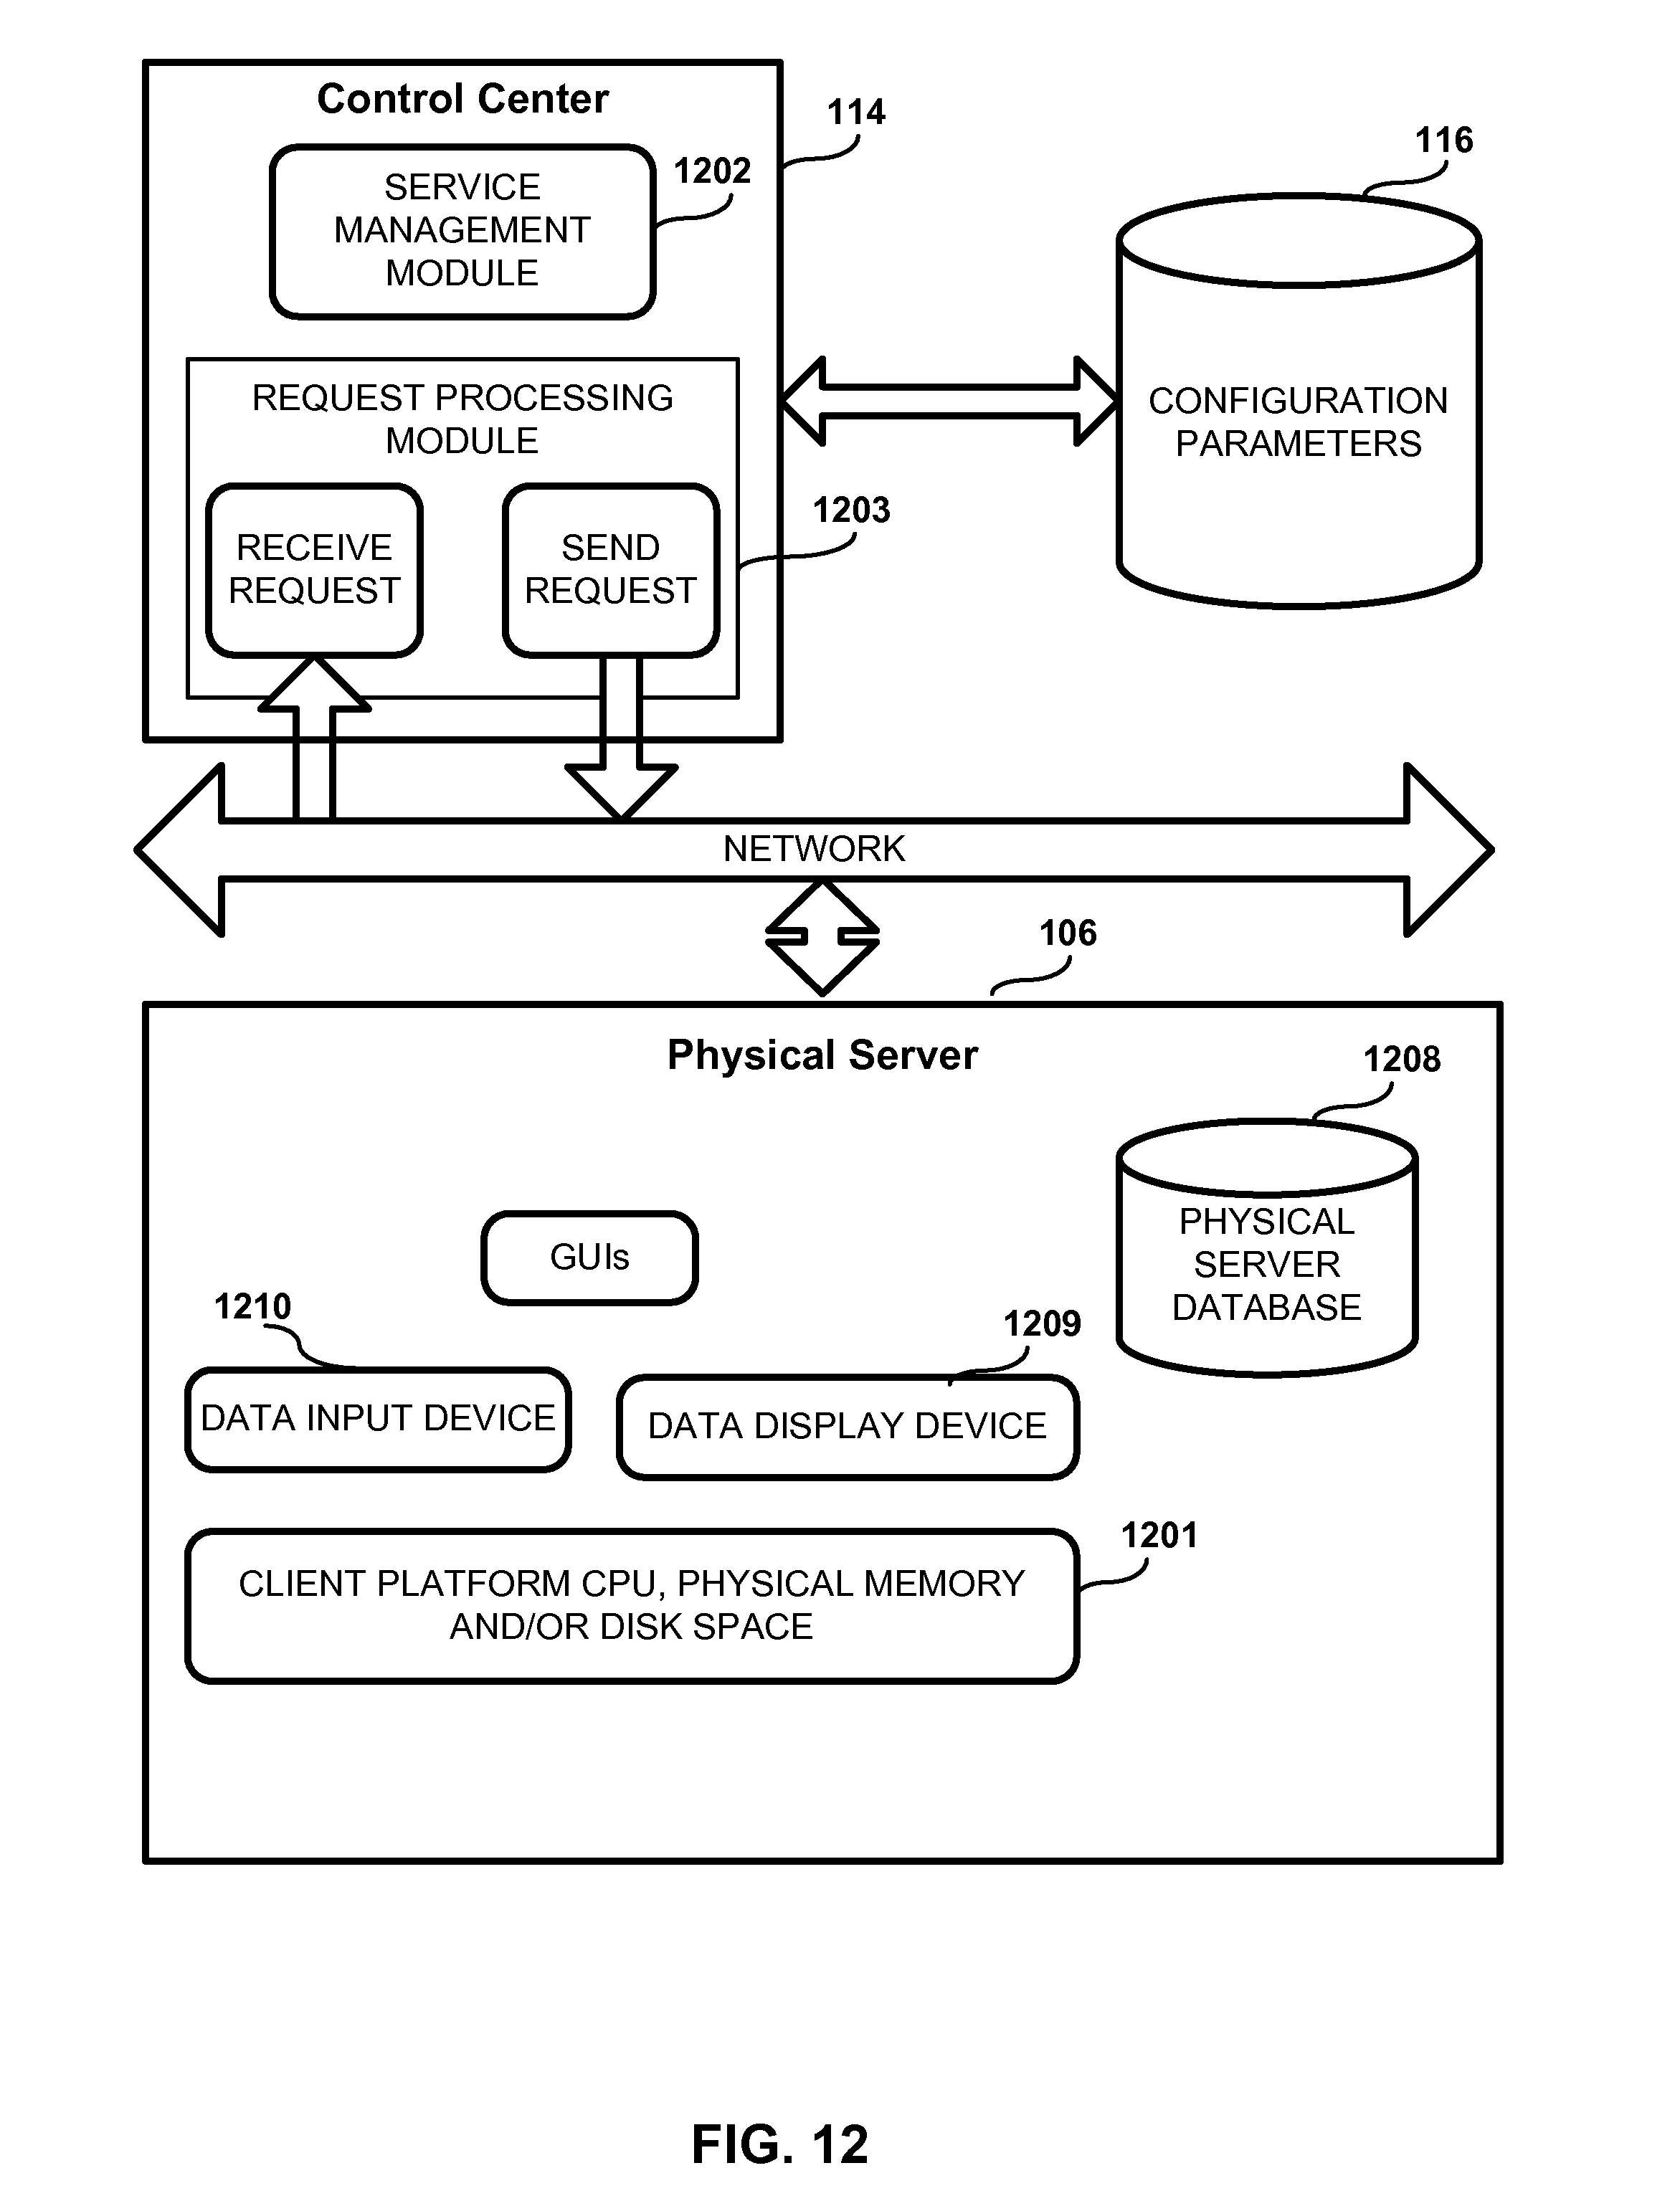 Control Center
114
116
1202
SERVICE
MANAGEMENT
MODULE
REQUEST PROCESSING
MODULE
CONFIGURATION
PARAMETERS
1203
RECEIVE
REQUEST
SEND
REQUEST
NETWORK
106
Physical Server
1208
PHYSICAL
SERVER
DATABASE
GUIs
1210
1209
DATA INPUT DEVICE
DATA DISPLAY DEVICE
1201
CLIENT PLATFORM CPU, PHYSICAL MEMORY
AND/OR DISK SPACE
FIG. 12